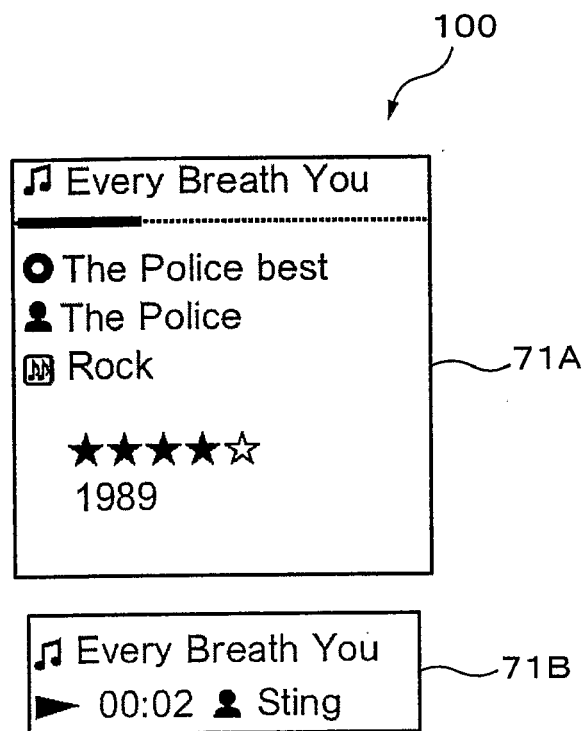 100
Every Breath You
The Police best
The Police
Rock
★★★★☆
1989
71A
Every Breath You
00:02 Sting
71B